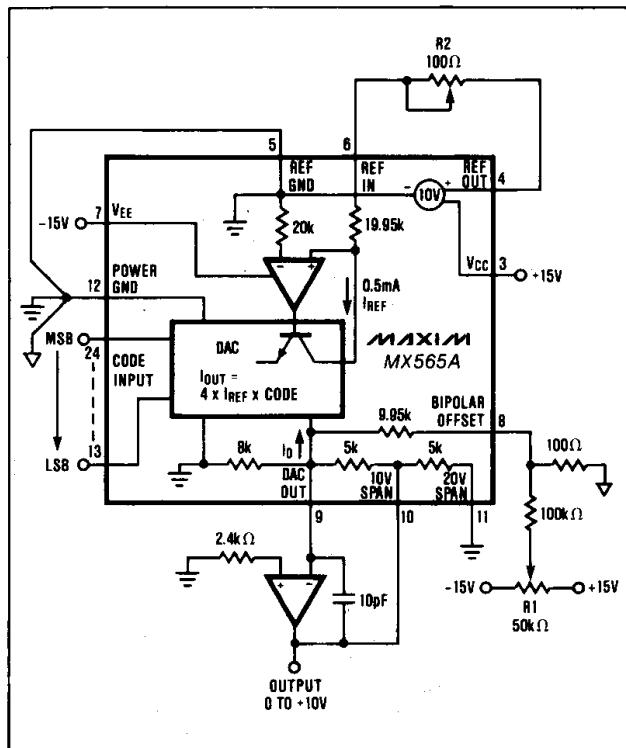 R2
100Ω
5
6
4
REF
GND
REF
IN
REF
OUT
- 10V +
-15V
7
VEE
20k
19.95k
VCC
3
+15V
12
POWER
GND
- +
0.5mA
IREF
MSB
24
CODE
INPUT
DAC
IOUT =
4 x IREF x CODE
MAXIM
MX565A
BIPOLAR
OFFSET
8
9.95k
100Ω
LSB
13
8k
IO
DAC
OUT
5k
10V
SPAN
5k
20V
SPAN
100kΩ
9
10
11
2.4kΩ
+ -
10pF
-15V
+15V
R1
50kΩ
OUTPUT
0 TO +10V